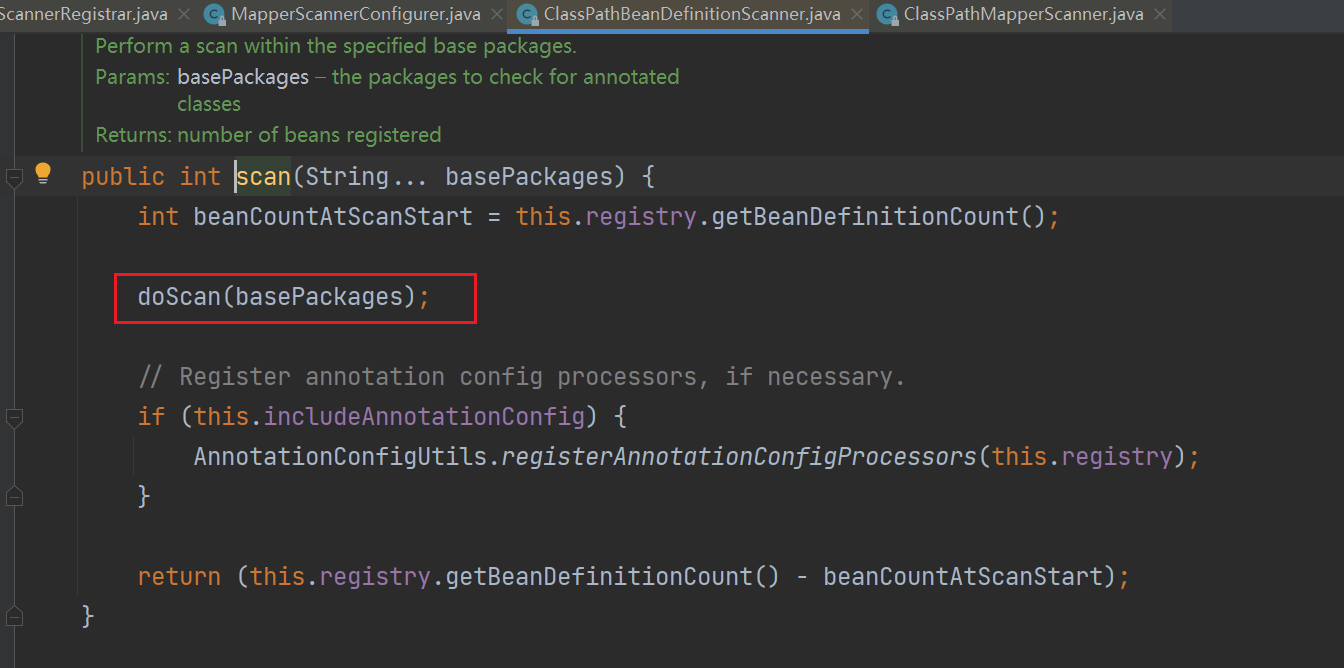 ScannerRegistrar.java × MapperScannerConfigurer.java × ClassPathBeanDefinitionScanner.java × ClassPathMapperScanner.java ×
Perform a scan within the specified base packages.
Params: basePackages – the packages to check for annotated
classes
Returns: number of beans registered
public int scan(String... basePackages) {
int beanCountAtScanStart = this.registry.getBeanDefinitionCount();
doScan(basePackages);
// Register annotation config processors, if necessary.
if (this.includeAnnotationConfig) {
AnnotationConfigUtils.registerAnnotationConfigProcessors(this.registry);
}
return (this.registry.getBeanDefinitionCount() - beanCountAtScanStart);
}